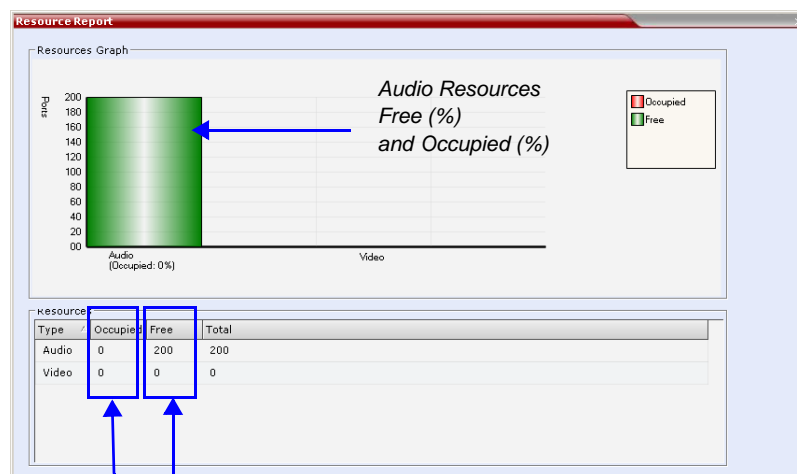 Resource Report
Resources Graph
Ports
200
180
160
140
120
100
80
60
40
20
00
Audio
(Occupied: 0%)
Video
Audio Resources
Free (%)
and Occupied (%)
Occupied
Free
Resources
Type Occupied Free Total
Audio 0 200 200
Video 0 0 0